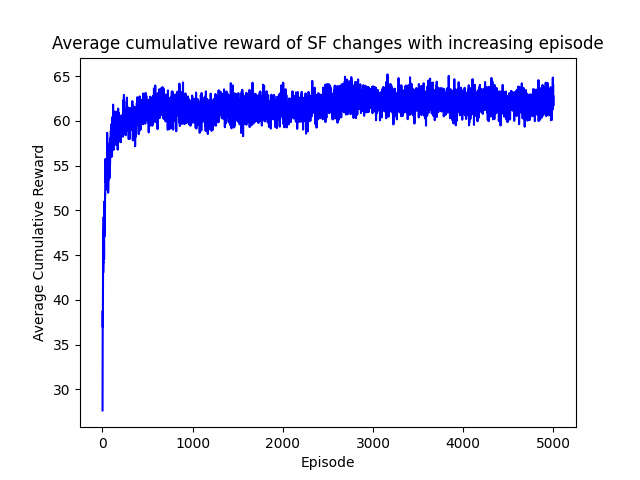 Average cumulative reward of SF changes with increasing episode
65
60
55
50
45
40
35
30
Average Cumulative Reward
0 1000 2000 3000 4000 5000
Episode